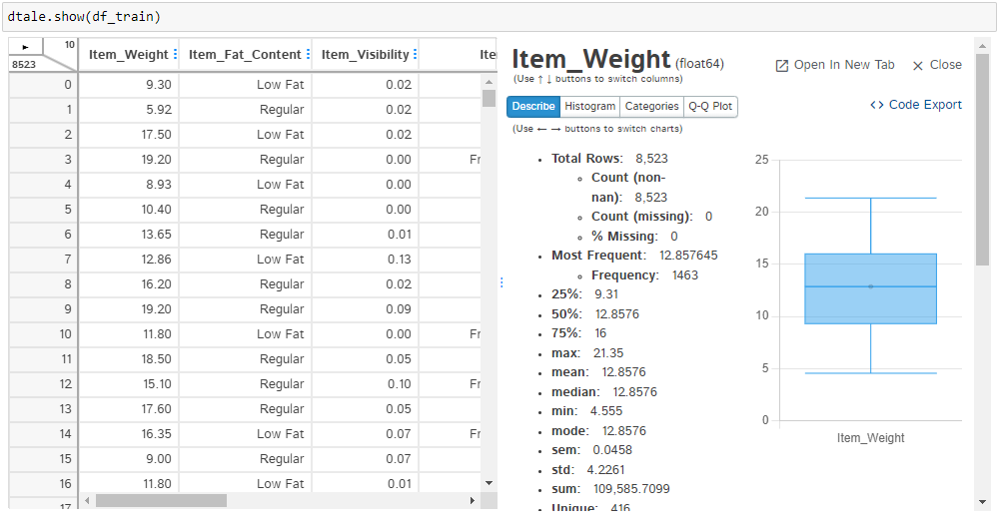 dtale.show(df_train)
10
8523
Item_Weight Item_Fat_Content Item_Visibility Ite
0 9.30 Low Fat 0.02
1 5.92 Regular 0.02
2 17.50 Low Fat 0.02
3 19.20 Regular 0.00 Fr
4 8.93 Low Fat 0.00
5 10.40 Regular 0.00
6 13.65 Regular 0.01
7 12.86 Low Fat 0.13
8 16.20 Regular 0.02
9 19.20 Regular 0.09
10 11.80 Low Fat 0.00 Fr
11 18.50 Regular 0.05
12 15.10 Regular 0.10 Fr
13 17.60 Regular 0.05
14 16.35 Low Fat 0.07 Fr
15 9.00 Regular 0.07
16 11.80 Low Fat 0.01
17
Item_Weight (float64)
(Use ↑ ↓ buttons to switch columns)
Open In New Tab
Close
Describe Histogram Categories Q-Q Plot
<> Code Export
(Use ← → buttons to switch charts)
Total Rows: 8,523
Count (non-
nan): 8,523
Count (missing): 0
% Missing: 0
Most Frequent: 12.857645
Frequency: 1463
25%: 9.31
50%: 12.8576
75%: 16
max: 21.35
mean: 12.8576
median: 12.8576
min: 4.555
mode: 12.8576
sem: 0.0458
std: 4.2261
sum: 109,585.7099
Unique: 416
25
20
15
10
5
0
Item_Weight